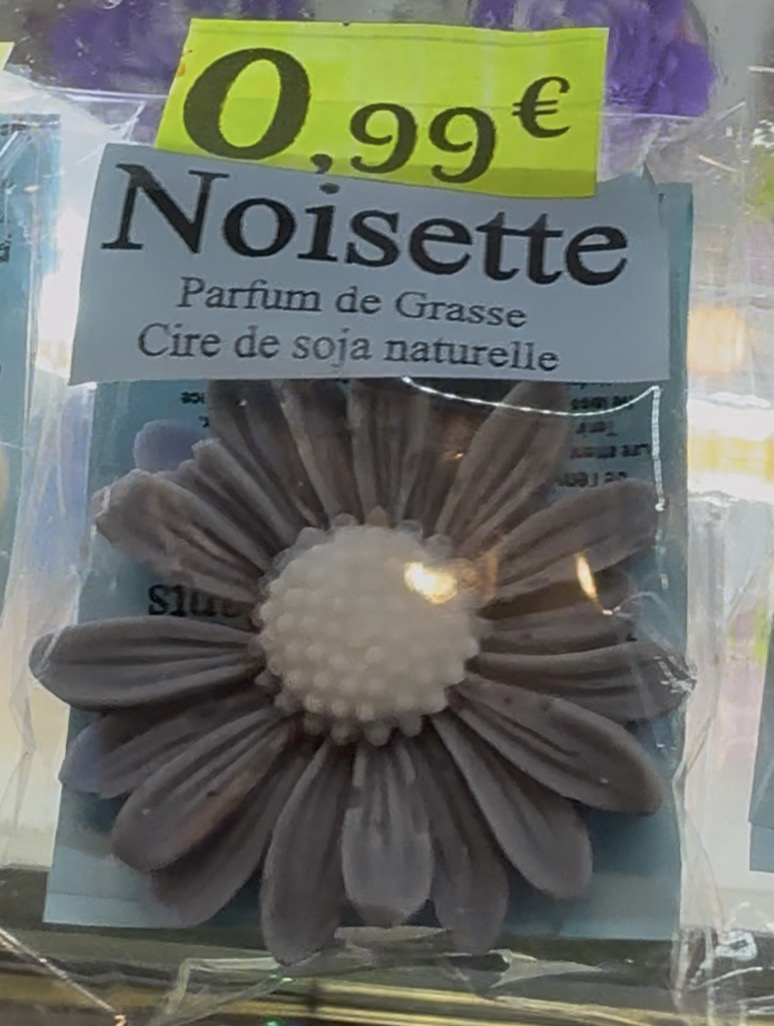 0,99€
Noisette
Parfum de Grasse
Cire de soja naturelle